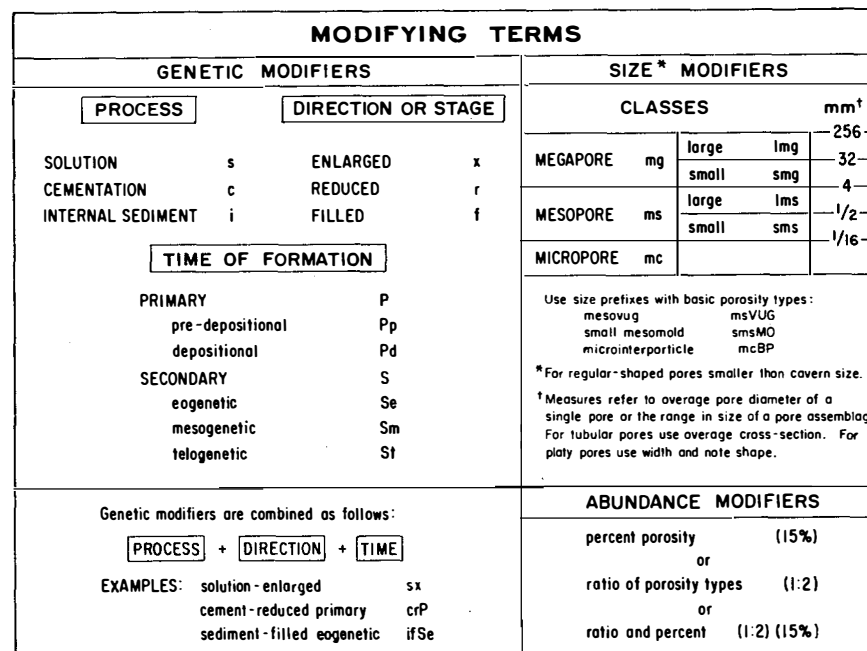 MODIFYING TERMS
GENETIC MODIFIERS
PROCESS DIRECTION OR STAGE
SOLUTION s ENLARGED x
CEMENTATION c REDUCED r
INTERNAL SEDIMENT i FILLED f
TIME OF FORMATION
PRIMARY P
pre-depositional Pp
depositional Pd
SECONDARY S
eogenetic Se
mesogenetic Sm
telogenetic St
Genetic modifiers are combined as follows:
PROCESS + DIRECTION + TIME
EXAMPLES: solution-enlarged sx
cement-reduced primary crP
sediment-filled eogenetic ifSe
SIZE* MODIFIERS
CLASSES mm†
256
MEGAPORE mg large lmg
32
small smg
4
MESOPORE ms large lms
1/2
small sms
1/16
MICROPORE mc
Use size prefixes with basic porosity types:
mesovug msVUG
small mesomold smsMO
microinterparticle mcBP
*For regular-shaped pores smaller than cavern size.
†Measures refer to average pore diameter of a
single pore or the range in size of a pore assemblag
For tubular pores use average cross-section. For
platy pores use width and note shape.
ABUNDANCE MODIFIERS
percent porosity (15%)
or
ratio of porosity types (1:2)
or
ratio and percent (1:2) (15%)